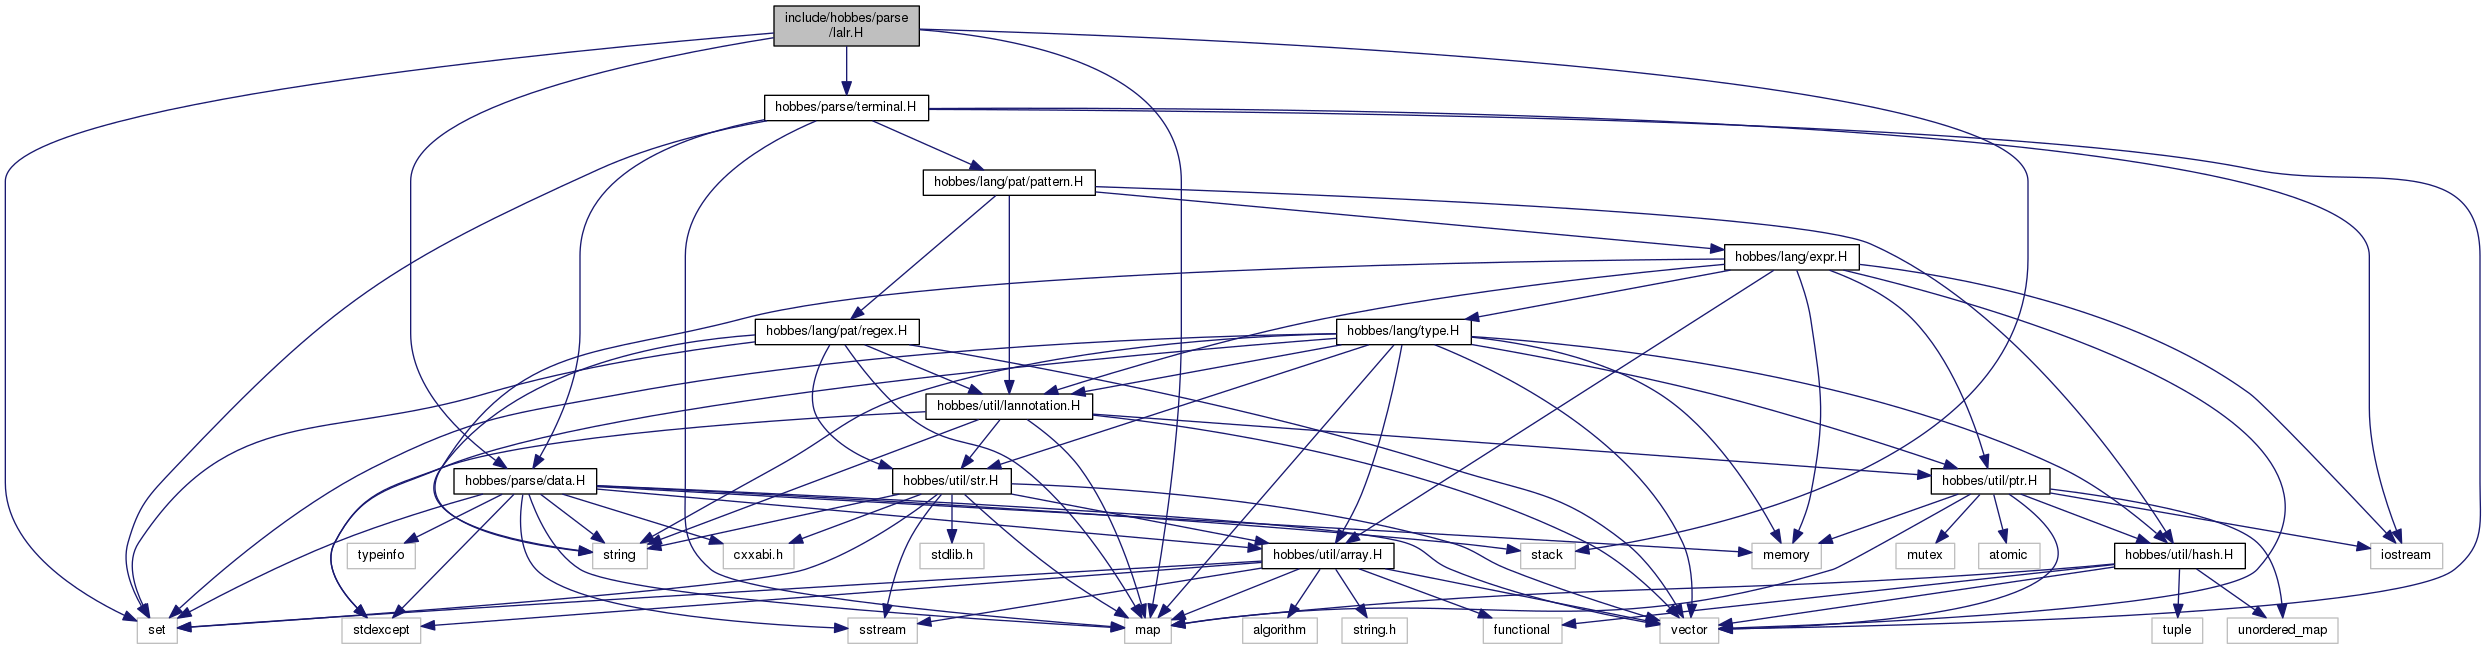 include/hobbes/parse
/lalr.H
hobbes/parse/terminal.H
hobbes/lang/pat/pattern.H
hobbes/lang/expr.H
hobbes/lang/pat/regex.H
hobbes/lang/type.H
hobbes/util/lannotation.H
hobbes/parse/data.H
hobbes/util/str.H
hobbes/util/ptr.H
typeinfo
string
cxxabi.h
stdlib.h
hobbes/util/array.H
stack
memory
mutex
atomic
hobbes/util/hash.H
iostream
set
stdexcept
sstream
map
algorithm
string.h
functional
vector
tuple
unordered_map